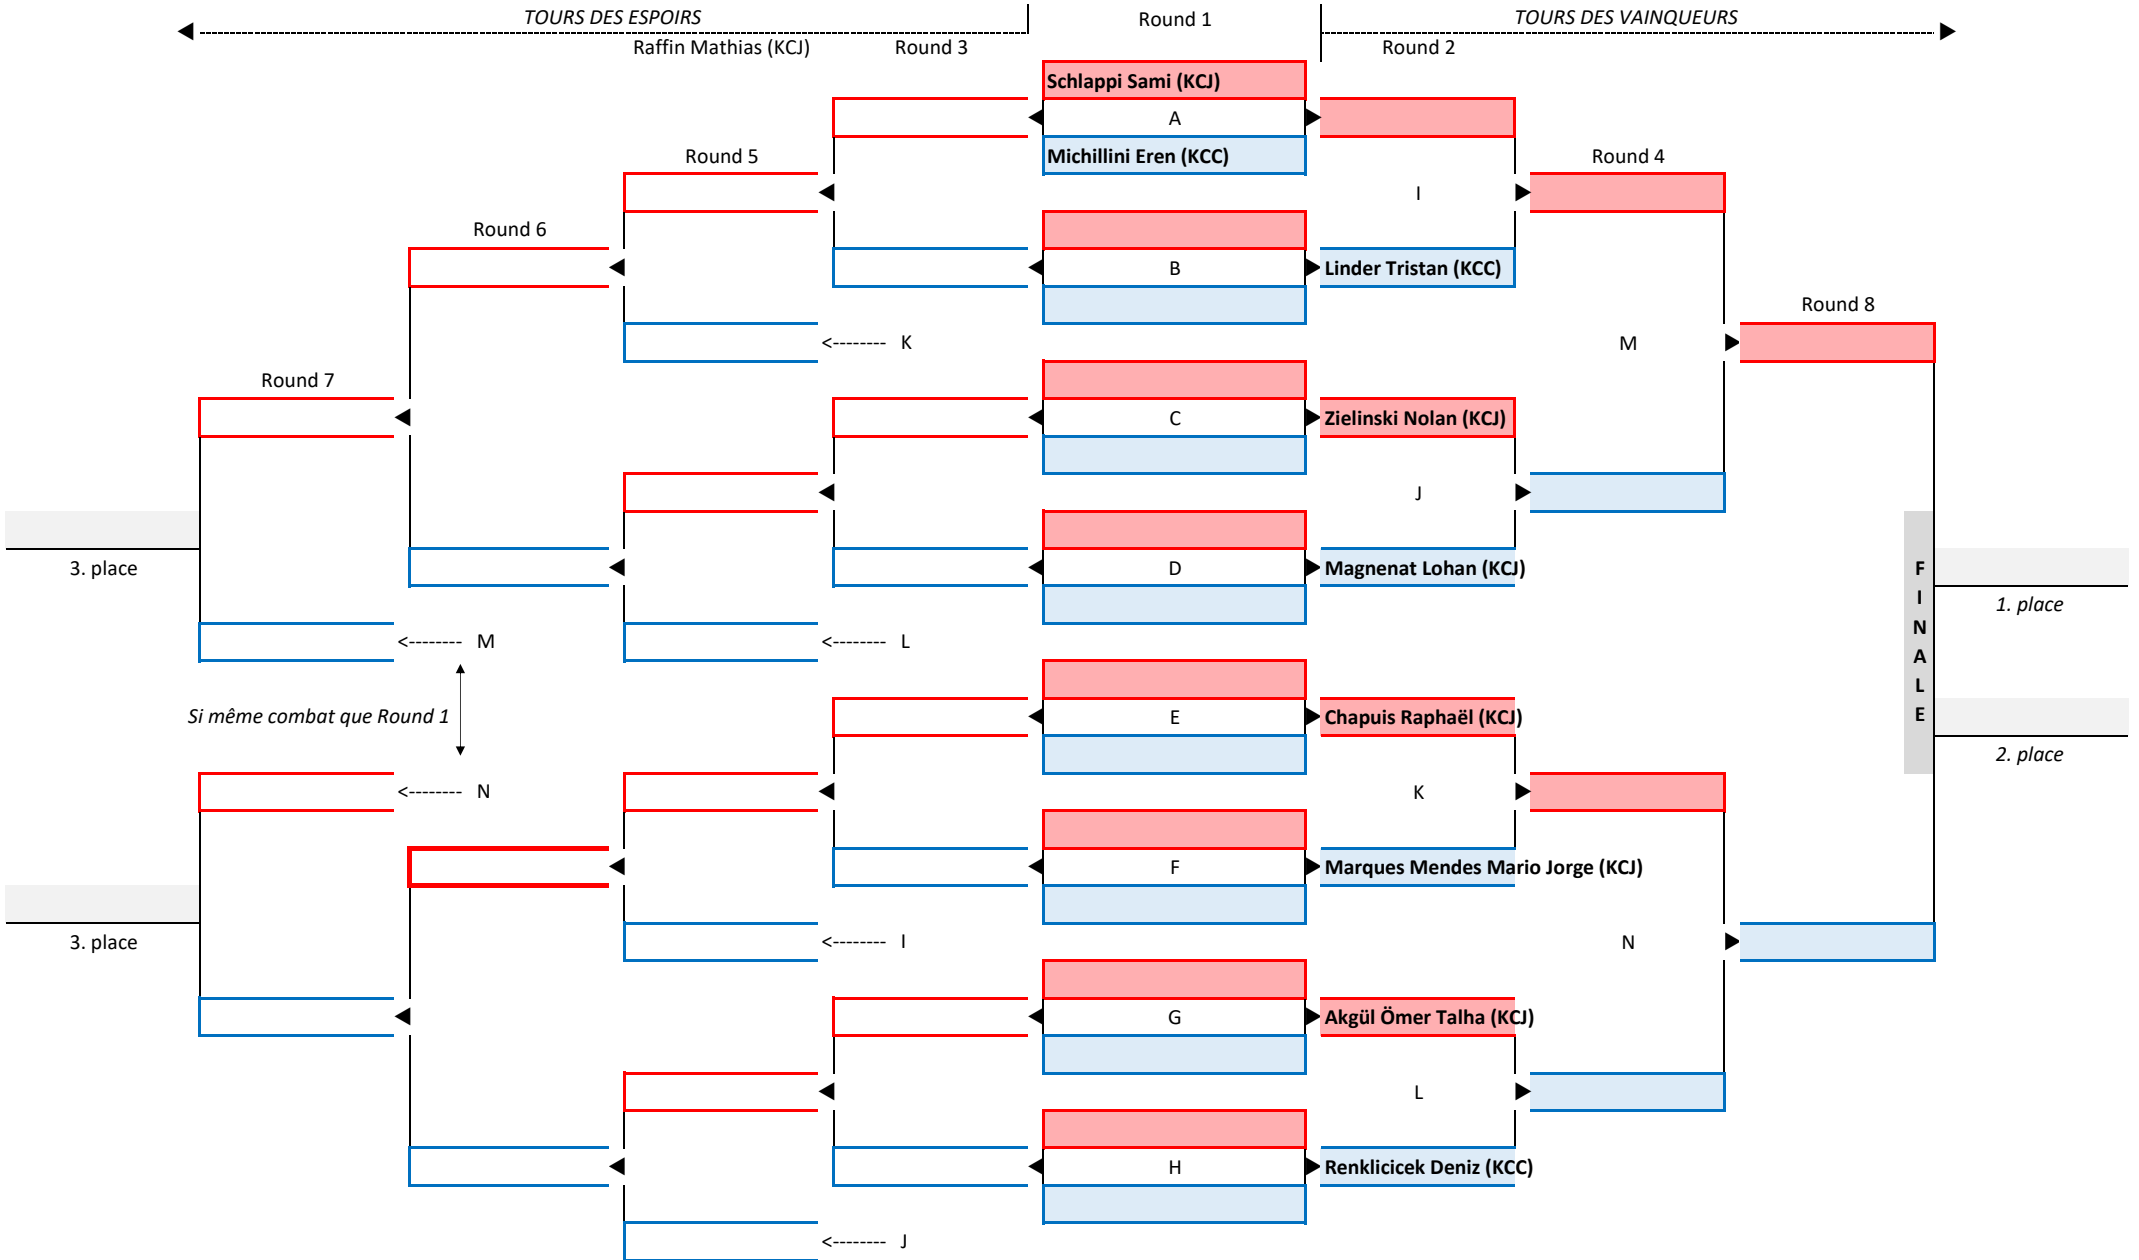 TOURS DES ESPOIRS
Round 1
TOURS DES VAINQUEURS
Raffin Mathias (KCJ)
Round 3
Round 2
Schlappi Sami (KCJ)
A
Michillini Eren (KCC)
Round 5
Round 4
I
Round 6
B
Linder Tristan (KCC)
Round 8
<-------- K
M
Round 7
C
Zielinski Nolan (KCJ)
J
3. place
D
Magnenat Lohan (KCJ)
FINALE
1. place
<-------- M
<-------- L
Si même combat que Round 1
E
Chapuis Raphaël (KCJ)
2. place
<-------- N
K
F
Marques Mendes Mario Jorge (KCJ)
3. place
<-------- I
N
G
Akgül Ömer Talha (KCJ)
L
H
Renklicicek Deniz (KCC)
<-------- J